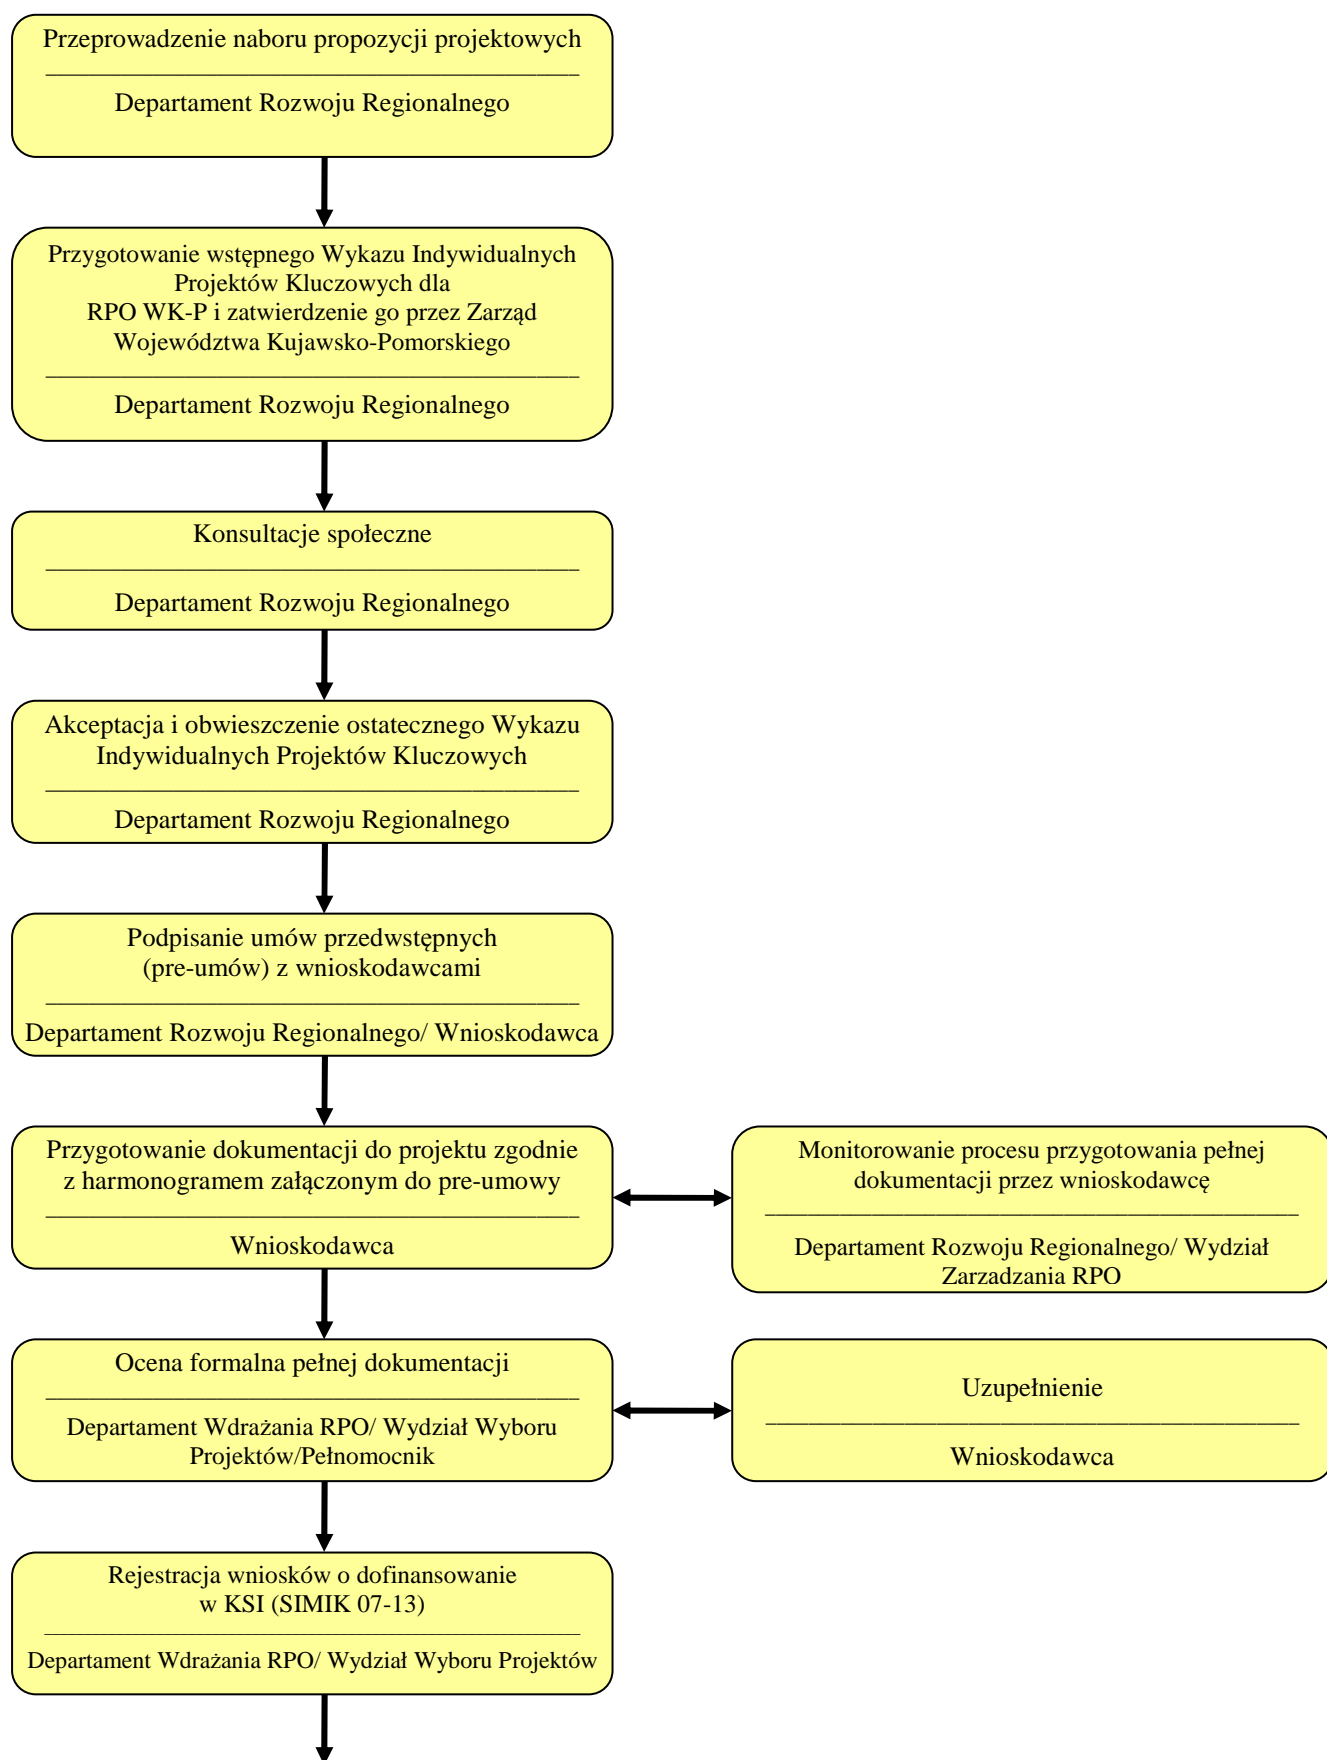 Przeprowadzenie naboru propozycji projektowych
Departament Rozwoju Regionalnego
Przygotowanie wstępnego Wykazu Indywidualnych
Projektów Kluczowych dla
RPO WK-P i zatwierdzenie go przez Zarząd
Województwa Kujawsko-Pomorskiego
Departament Rozwoju Regionalnego
Konsultacje społeczne
Departament Rozwoju Regionalnego
Akceptacja i obwieszczenie ostatecznego Wykazu
Indywidualnych Projektów Kluczowych
Departament Rozwoju Regionalnego
Podpisanie umów przedwstępnych
(pre-umów) z wnioskodawcami
Departament Rozwoju Regionalnego/ Wnioskodawca
Przygotowanie dokumentacji do projektu zgodnie
z harmonogramem załączonym do pre-umowy
Wnioskodawca
Monitorowanie procesu przygotowania pełnej
dokumentacji przez wnioskodawcę
Departament Rozwoju Regionalnego/ Wydział
Zarzadzania RPO
Ocena formalna pełnej dokumentacji
Departament Wdrażania RPO/ Wydział Wyboru
Projektów/Pełnomocnik
Uzupełnienie
Wnioskodawca
Rejestracja wniosków o dofinansowanie
w KSI (SIMIK 07-13)
Departament Wdrażania RPO/ Wydział Wyboru Projektów